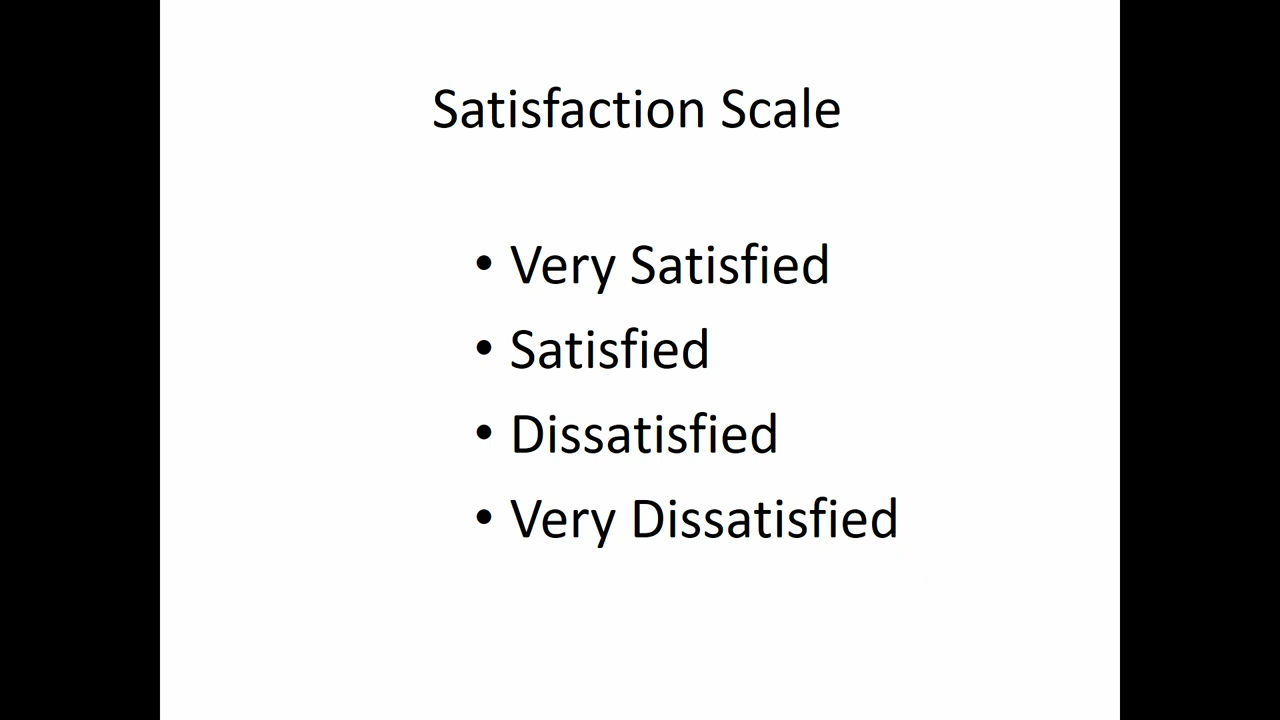 Satisfaction Scale
• Very Satisfied
• Satisfied
• Dissatisfied
• Very Dissatisfied